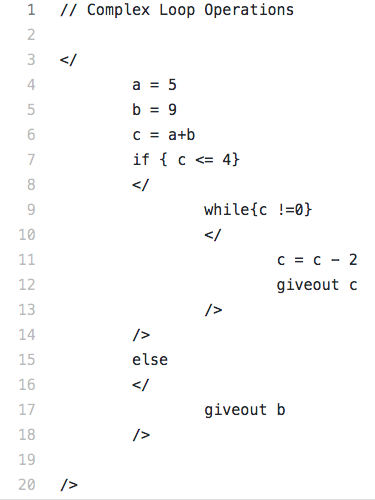 1 // Complex Loop Operations
2
3 </
4 a = 5
5 b = 9
6 c = a+b
7 if { c <= 4}
8 </
9 while{c !=0}
10 </
11 c = c - 2
12 giveout c
13 />
14 />
15 else
16 </
17 giveout b
18 />
19
20 />